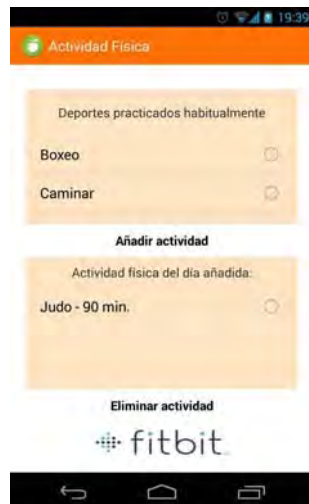 19:39
Actividad Física
Deportes practicados habitualmente
Boxeo
Caminar
Añadir actividad
Actividad física del día añadida:
Judo - 90 min.
Eliminar actividad
fitbit